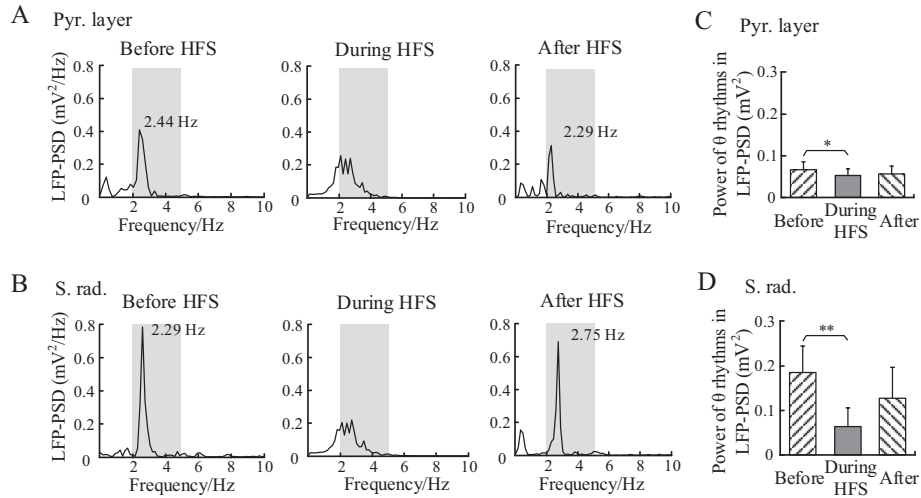 A Pyr. layer
Before HFS
During HFS
After HFS
LFP-PSD (mV²/Hz)
0.8
0.6
0.4
0.2
0
2.44 Hz
2 4 6 8 10
Frequency/Hz
0.8
0.6
0.4
0.2
2 4 6 8 10
Frequency/Hz
0.8
0.6
0.4
0.2
0
2.29 Hz
2 4 6 8 10
Frequency/Hz
C Pyr. layer
Power of θ rhythms in
LFP-PSD (mV²)
0.3
0.2
0.1
0
*
Before During After
HFS
B S. rad.
Before HFS
During HFS
After HFS
LFP-PSD (mV²/Hz)
0.8
0.6
0.4
0.2
0
2.29 Hz
2 4 6 8 10
Frequency/Hz
0.8
0.6
0.4
0.2
0
2 4 6 8 10
Frequency/Hz
0.8
0.6
0.4
0.2
0
2.75 Hz
2 4 6 8 10
Frequency/Hz
D S. rad.
Power of θ rhythms in
LFP-PSD (mV²)
0.3
0.2
0.1
0
**
Before During After
HFS